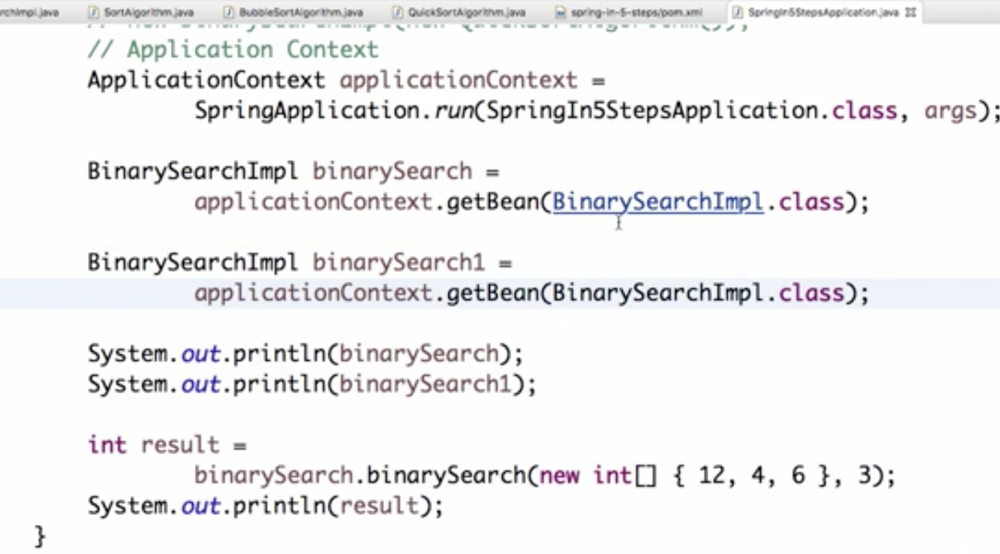 rchImpl.java SortAlgorithm.java BubbleSortAlgorithm.java QuickSortAlgorithm.java spring-in-5-steps/pom.xml SpringIn5StepsApplication.java
// Application Context
ApplicationContext applicationContext =
SpringApplication.run(SpringIn5StepsApplication.class, args);
BinarySearchImpl binarySearch =
applicationContext.getBean(BinarySearchImpl.class);
BinarySearchImpl binarySearch1 =
applicationContext.getBean(BinarySearchImpl.class);
System.out.println(binarySearch);
System.out.println(binarySearch1);
int result =
binarySearch.binarySearch(new int[] { 12, 4, 6 }, 3);
System.out.println(result);
}